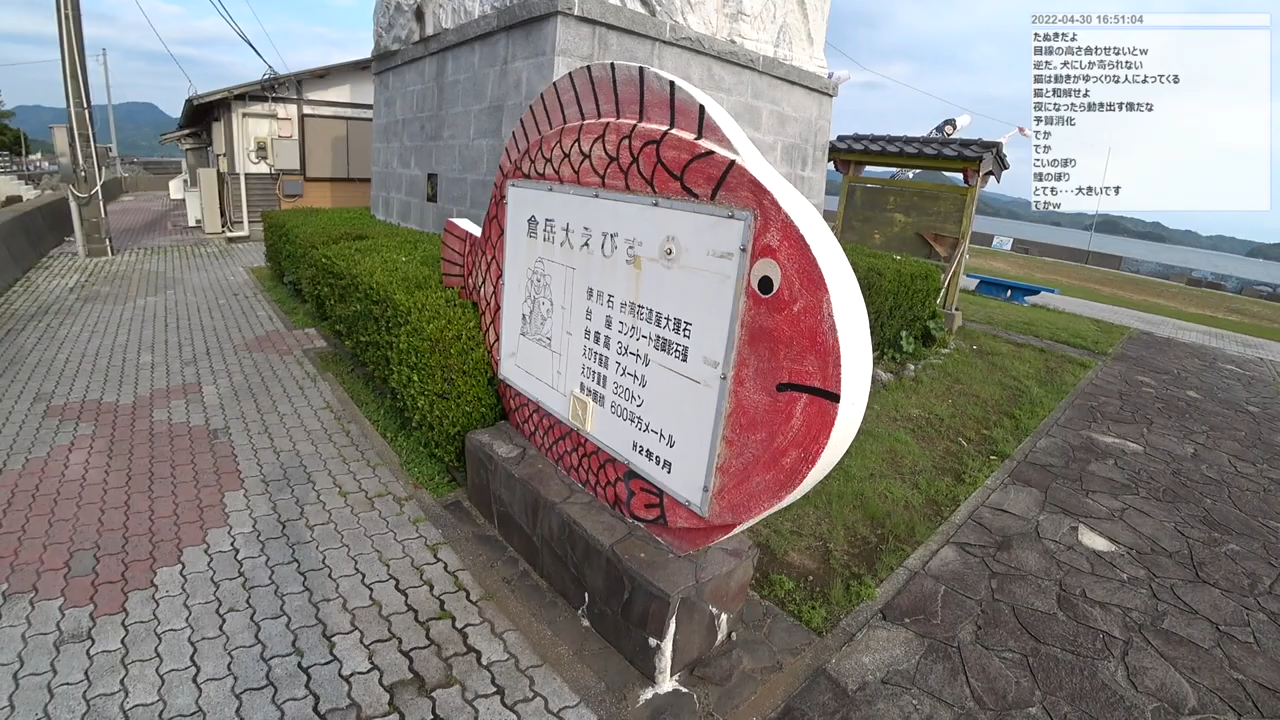 倉岳大えびす
使用石 台湾花連産大理石
台座 コンクリート造御影石張
台座高 3メートル
えびす座高 7メートル
えびす重量 320トン
敷地面積 600平方メートル
H2年9月
2022-04-30 16:51:04
たぬきだよ
目線の高さ合わせないとw
逆だ。犬にしか寄られない
猫は動きがゆっくりな人によってくる
猫と和解せよ
夜になったら動き出す像だな
予算消化
でか
でか
こいのぼり
鯉のぼり
とても・・・大きいです
でかw